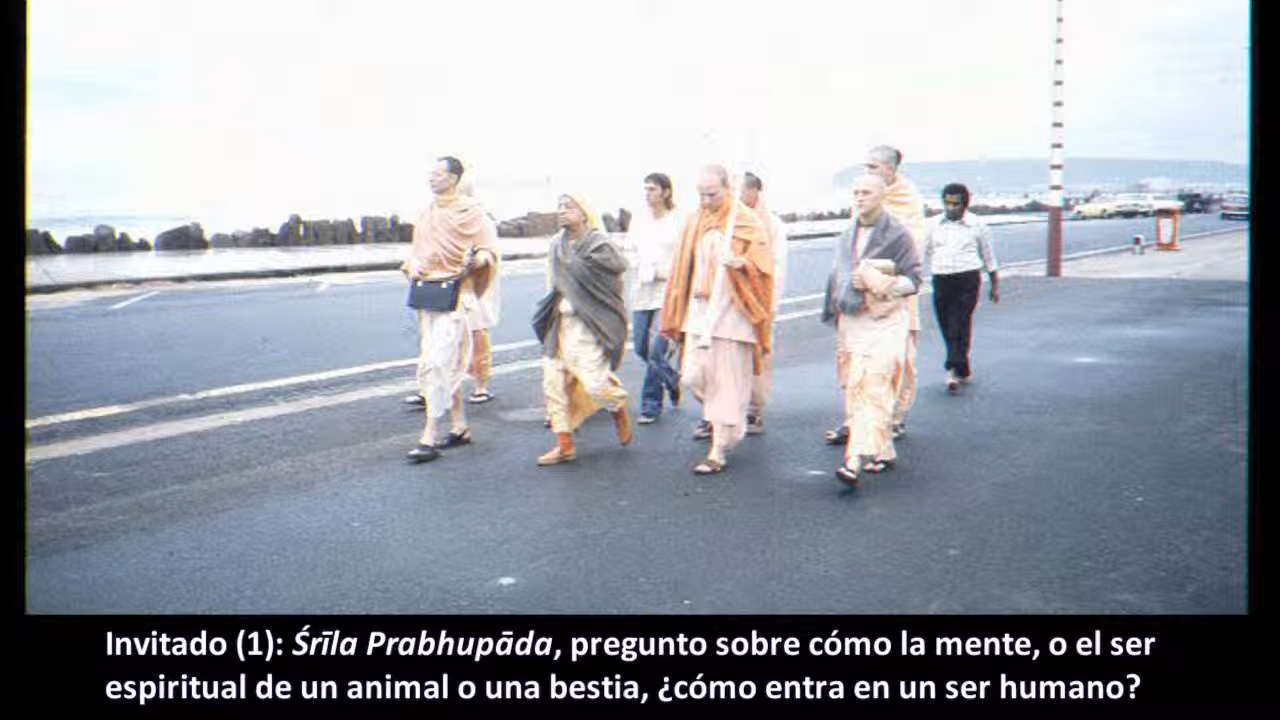 Invitado (1): Śrīla Prabhupāda, pregunto sobre cómo la mente, o el ser
espiritual de un animal o una bestia, ¿cómo entra en un ser humano?